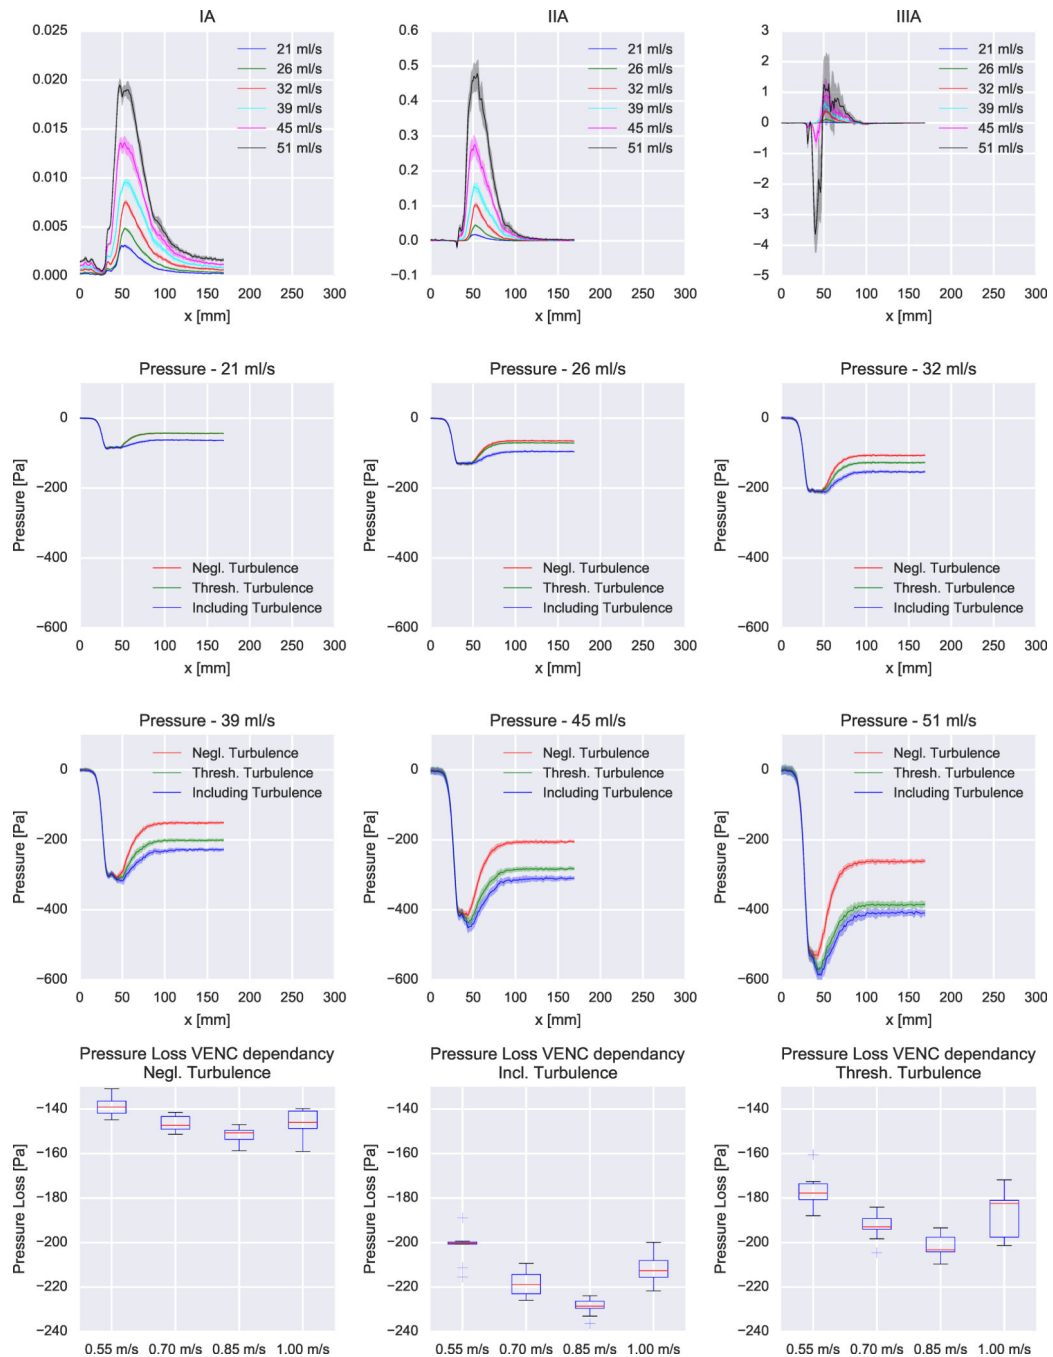 IA
0.025
0.020
0.015
0.010
0.005
0.000
21 ml/s
26 ml/s
32 ml/s
39 ml/s
45 ml/s
51 ml/s
0 50 100 150 200 250 300
x [mm]
IIA
0.6
0.5
0.4
0.3
0.2
0.1
0.0
−0.1
21 ml/s
26 ml/s
32 ml/s
39 ml/s
45 ml/s
51 ml/s
0 50 100 150 200 250 300
x [mm]
IIIA
3
2
1
0
−1
−2
−3
−4
−5
21 ml/s
26 ml/s
32 ml/s
39 ml/s
45 ml/s
51 ml/s
0 50 100 150 200 250 300
x [mm]
Pressure - 21 ml/s
Pressure [Pa]
0
−200
−400
−600
Negl. Turbulence
Thresh. Turbulence
Including Turbulence
0 50 100 150 200 250 300
x [mm]
Pressure - 26 ml/s
Pressure [Pa]
0
−200
−400
−600
Negl. Turbulence
Thresh. Turbulence
Including Turbulence
0 50 100 150 200 250 300
x [mm]
Pressure - 32 ml/s
Pressure [Pa]
0
−200
−400
−600
Negl. Turbulence
Thresh. Turbulence
Including Turbulence
0 50 100 150 200 250 300
x [mm]
Pressure - 39 ml/s
Pressure [Pa]
0
−200
−400
−600
Negl. Turbulence
Thresh. Turbulence
Including Turbulence
0 50 100 150 200 250 300
x [mm]
Pressure - 45 ml/s
Pressure [Pa]
0
−200
−400
−600
Negl. Turbulence
Thresh. Turbulence
Including Turbulence
0 50 100 150 200 250 300
x [mm]
Pressure - 51 ml/s
Pressure [Pa]
0
−200
−400
−600
Negl. Turbulence
Thresh. Turbulence
Including Turbulence
0 50 100 150 200 250 300
x [mm]
Pressure Loss VENC dependancy
Negl. Turbulence
Pressure Loss [Pa]
−140
−160
−180
−200
−220
−240
0.55 m/s 0.70 m/s 0.85 m/s 1.00 m/s
Pressure Loss VENC dependancy
Incl. Turbulence
Pressure Loss [Pa]
−140
−160
−180
−200
−220
−240
0.55 m/s 0.70 m/s 0.85 m/s 1.00 m/s
Pressure Loss VENC dependancy
Thresh. Turbulence
Pressure Loss [Pa]
−140
−160
−180
−200
−220
−240
0.55 m/s 0.70 m/s 0.85 m/s 1.00 m/s